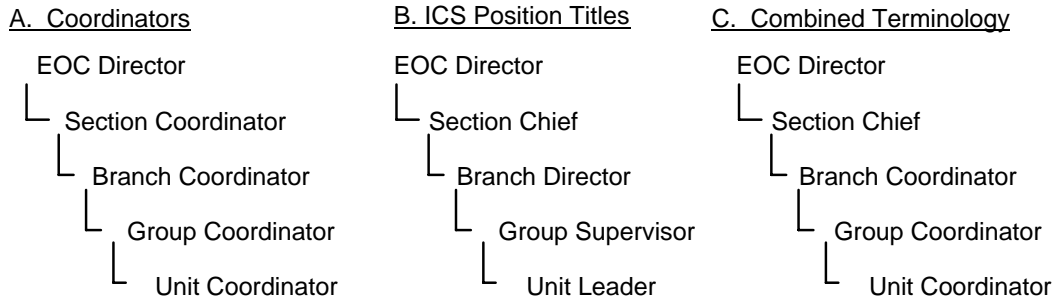 A. Coordinators
EOC Director
Section Coordinator
Branch Coordinator
Group Coordinator
Unit Coordinator
B. ICS Position Titles
EOC Director
Section Chief
Branch Director
Group Supervisor
Unit Leader
C. Combined Terminology
EOC Director
Section Chief
Branch Coordinator
Group Coordinator
Unit Coordinator